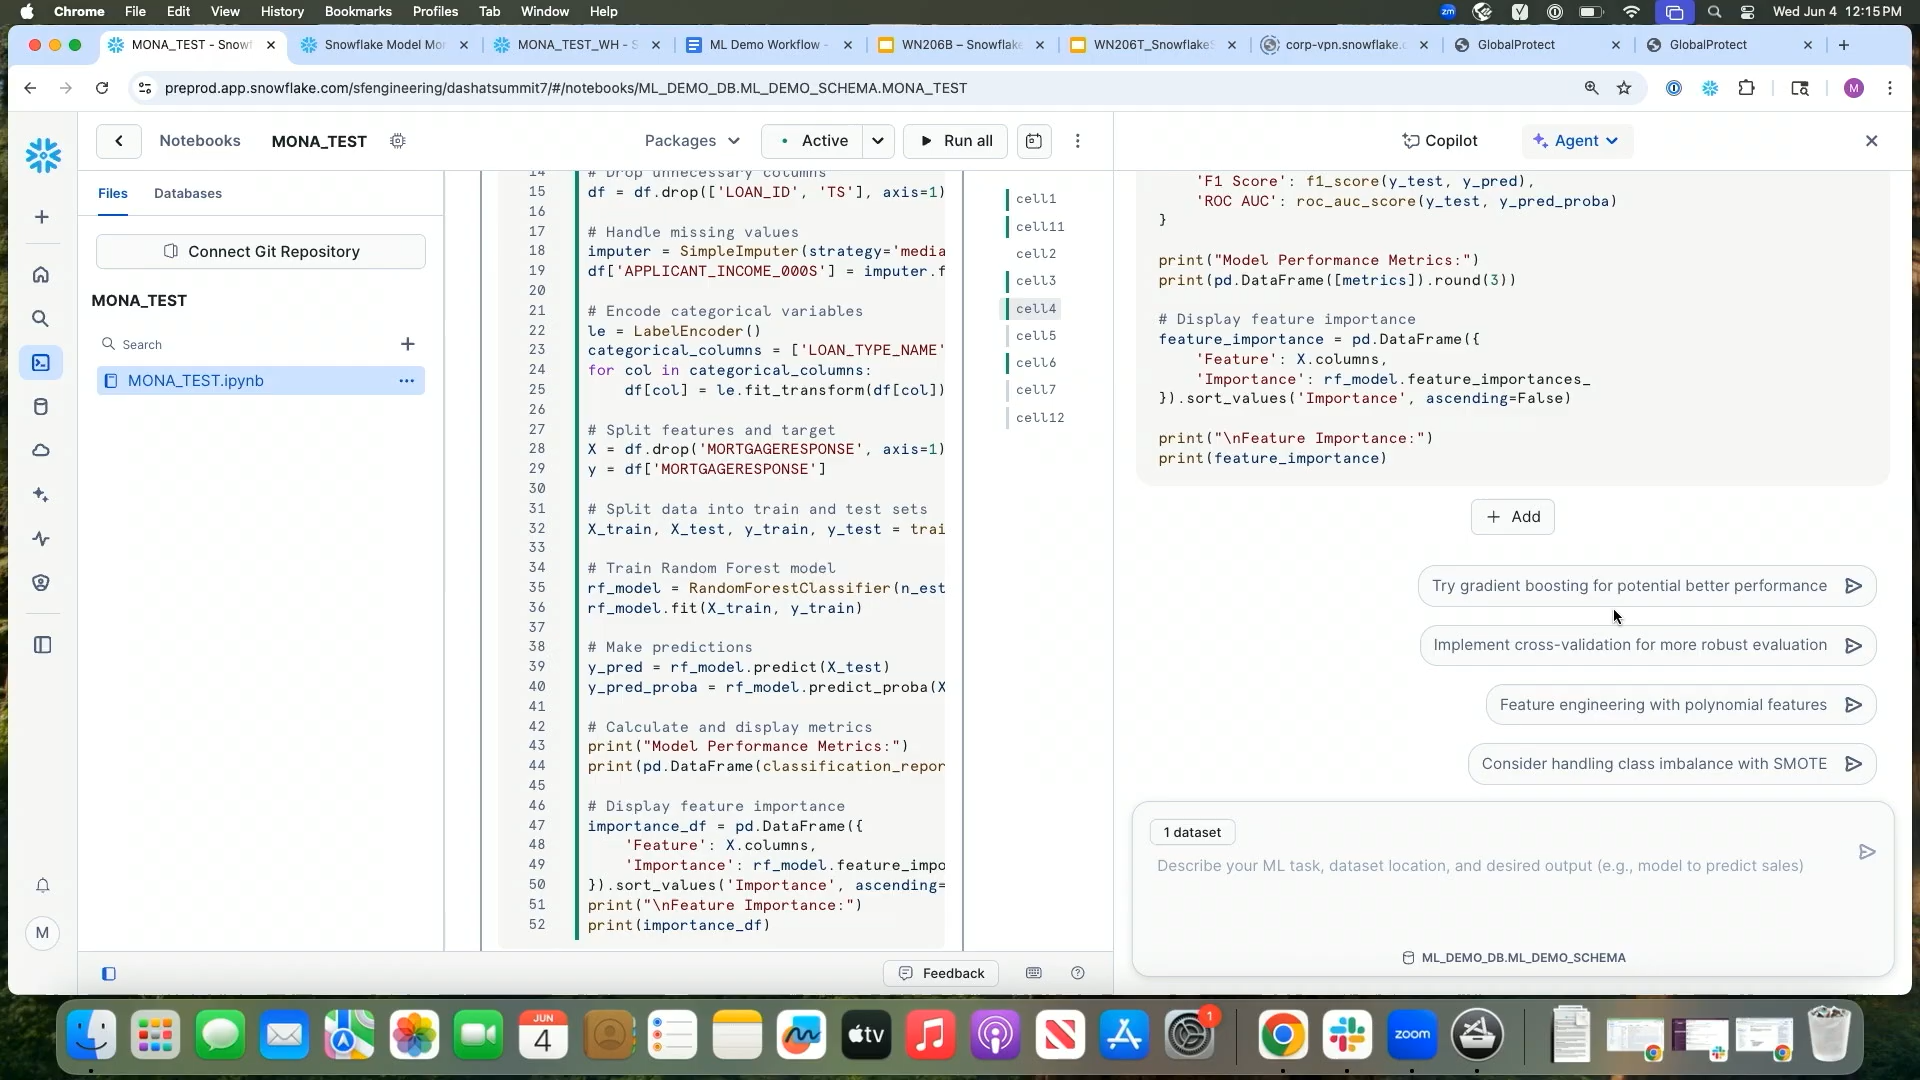 Chrome File Edit View History Bookmarks Profiles Tab Window Help
zm
Wed Jun 4 12:15 PM
MONA_TEST - Snowf
Snowflake Model Mo
MONA_TEST_WH - S
ML Demo Workflow -
WN206B – Snowflake
WN206T_Snowflake
corp-vpn.snowflake.c
GlobalProtect
GlobalProtect
preprod.app.snowflake.com/sfengineering/dashatsummit7/#/notebooks/ML_DEMO_DB.ML_DEMO_SCHEMA.MONA_TEST
M
Notebooks
MONA_TEST
Packages
Active
Run all
Copilot
Agent
Files
Databases
Connect Git Repository
MONA_TEST
Search
MONA_TEST.ipynb
M
14 # Drop unnecessary columns
15 df = df.drop(['LOAN_ID', 'TS'], axis=1)
16
17 # Handle missing values
18 imputer = SimpleImputer(strategy='media
19 df['APPLICANT_INCOME_000S'] = imputer.f
20
21 # Encode categorical variables
22 le = LabelEncoder()
23 categorical_columns = ['LOAN_TYPE_NAME'
24 for col in categorical_columns:
25 df[col] = le.fit_transform(df[col])
26
27 # Split features and target
28 X = df.drop('MORTGAGERESPONSE', axis=1)
29 y = df['MORTGAGERESPONSE']
30
31 # Split data into train and test sets
32 X_train, X_test, y_train, y_test = trai
33
34 # Train Random Forest model
35 rf_model = RandomForestClassifier(n_est
36 rf_model.fit(X_train, y_train)
37
38 # Make predictions
39 y_pred = rf_model.predict(X_test)
40 y_pred_proba = rf_model.predict_proba(X
41
42 # Calculate and display metrics
43 print("Model Performance Metrics:")
44 print(pd.DataFrame(classification_repor
45
46 # Display feature importance
47 importance_df = pd.DataFrame({
48 'Feature': X.columns,
49 'Importance': rf_model.feature_impo
50 }).sort_values('Importance', ascending=
51 print("\nFeature Importance:")
52 print(importance_df)
cell1
cell11
cell2
cell3
cell4
cell5
cell6
cell7
cell12
Feedback
'F1 Score': f1_score(y_test, y_pred),
'ROC AUC': roc_auc_score(y_test, y_pred_proba)
}
print("Model Performance Metrics:")
print(pd.DataFrame([metrics]).round(3))
# Display feature importance
feature_importance = pd.DataFrame({
'Feature': X.columns,
'Importance': rf_model.feature_importances_
}).sort_values('Importance', ascending=False)
print("\nFeature Importance:")
print(feature_importance)
Add
Try gradient boosting for potential better performance
Implement cross-validation for more robust evaluation
Feature engineering with polynomial features
Consider handling class imbalance with SMOTE
1 dataset
Describe your ML task, dataset location, and desired output (e.g., model to predict sales)
ML_DEMO_DB.ML_DEMO_SCHEMA
JUN
4
tv
1
zoom